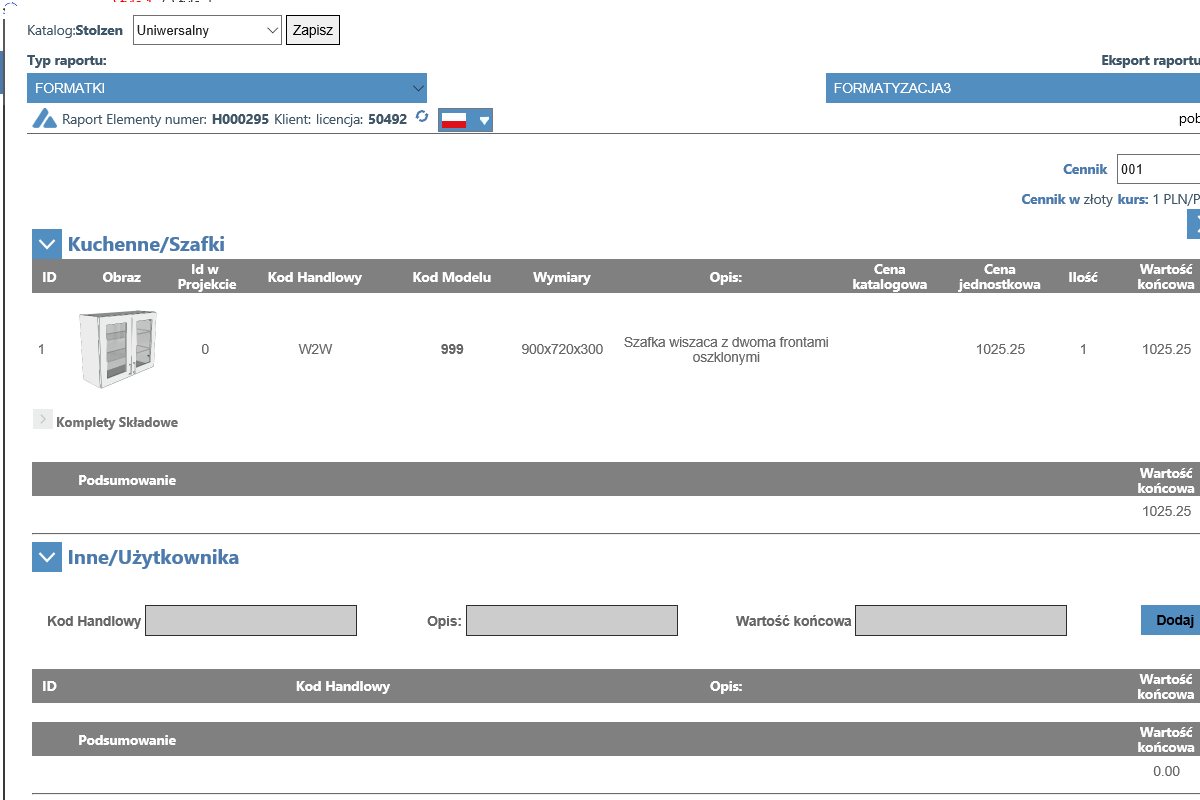 Katalog:Stolzen Uniwersalny Zapisz
Typ raportu: Eksport raportu
FORMATKI FORMATYZACJA3
Raport Elementy numer: H000295 Klient: licencja: 50492
pob
Cennik 001
Cennik w złoty kurs: 1 PLN/P
Kuchenne/Szafki
ID Obraz Id w Projekcie Kod Handlowy Kod Modelu Wymiary Opis: Cena katalogowa Cena jednostkowa Ilość Wartość końcowa
1 0 W2W 999 900x720x300 Szafka wiszaca z dwoma frontami oszklonymi 1025.25 1 1025.25
Komplety Składowe
Podsumowanie Wartość końcowa
1025.25
Inne/Użytkownika
Kod Handlowy Opis: Wartość końcowa Dodaj
ID Kod Handlowy Opis: Wartość końcowa
Podsumowanie Wartość końcowa
0.00